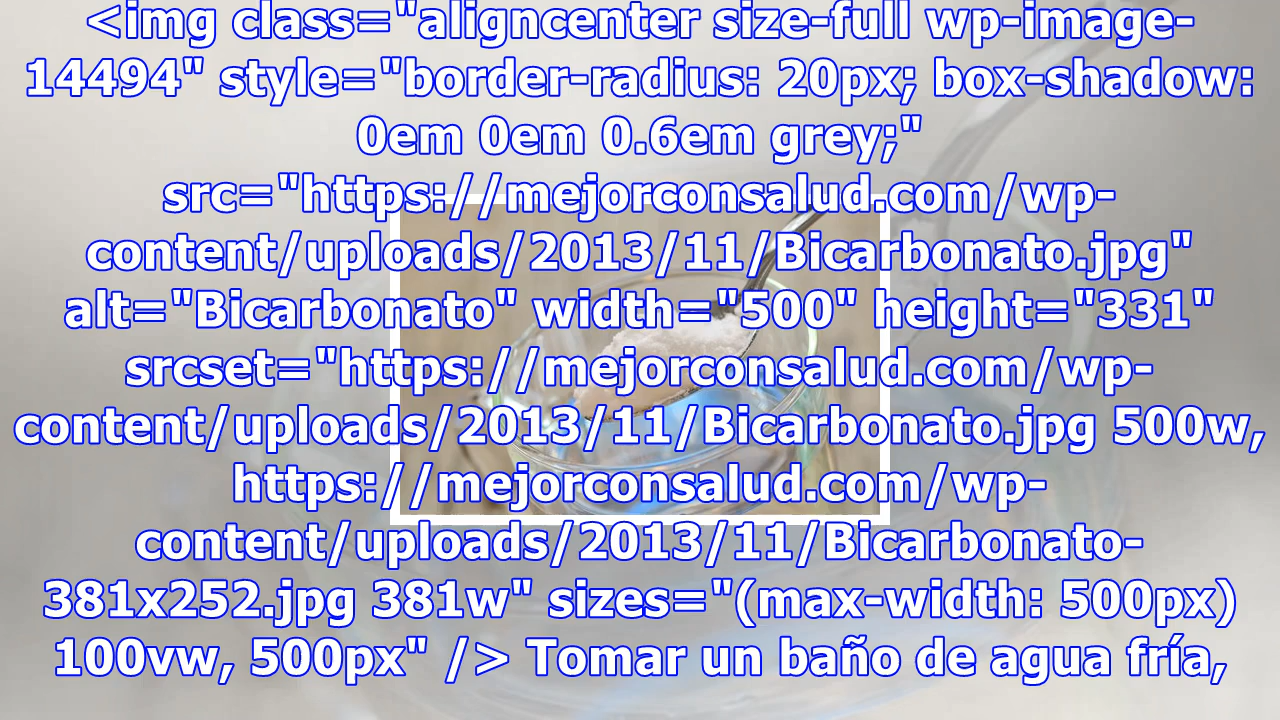 <img class="aligncenter size-full wp-image-
14494" style="border-radius: 20px; box-shadow:
0em 0em 0.6em grey;"
src="https://mejorconsalud.com/wp-
content/uploads/2013/11/Bicarbonato.jpg"
alt="Bicarbonato" width="500" height="331"
srcset="https://mejorconsalud.com/wp-
content/uploads/2013/11/Bicarbonato.jpg 500w,
https://mejorconsalud.com/wp-
content/uploads/2013/11/Bicarbonato-
381x252.jpg 381w" sizes="(max-width: 500px)
100vw, 500px" /> Tomar un baño de agua fría,